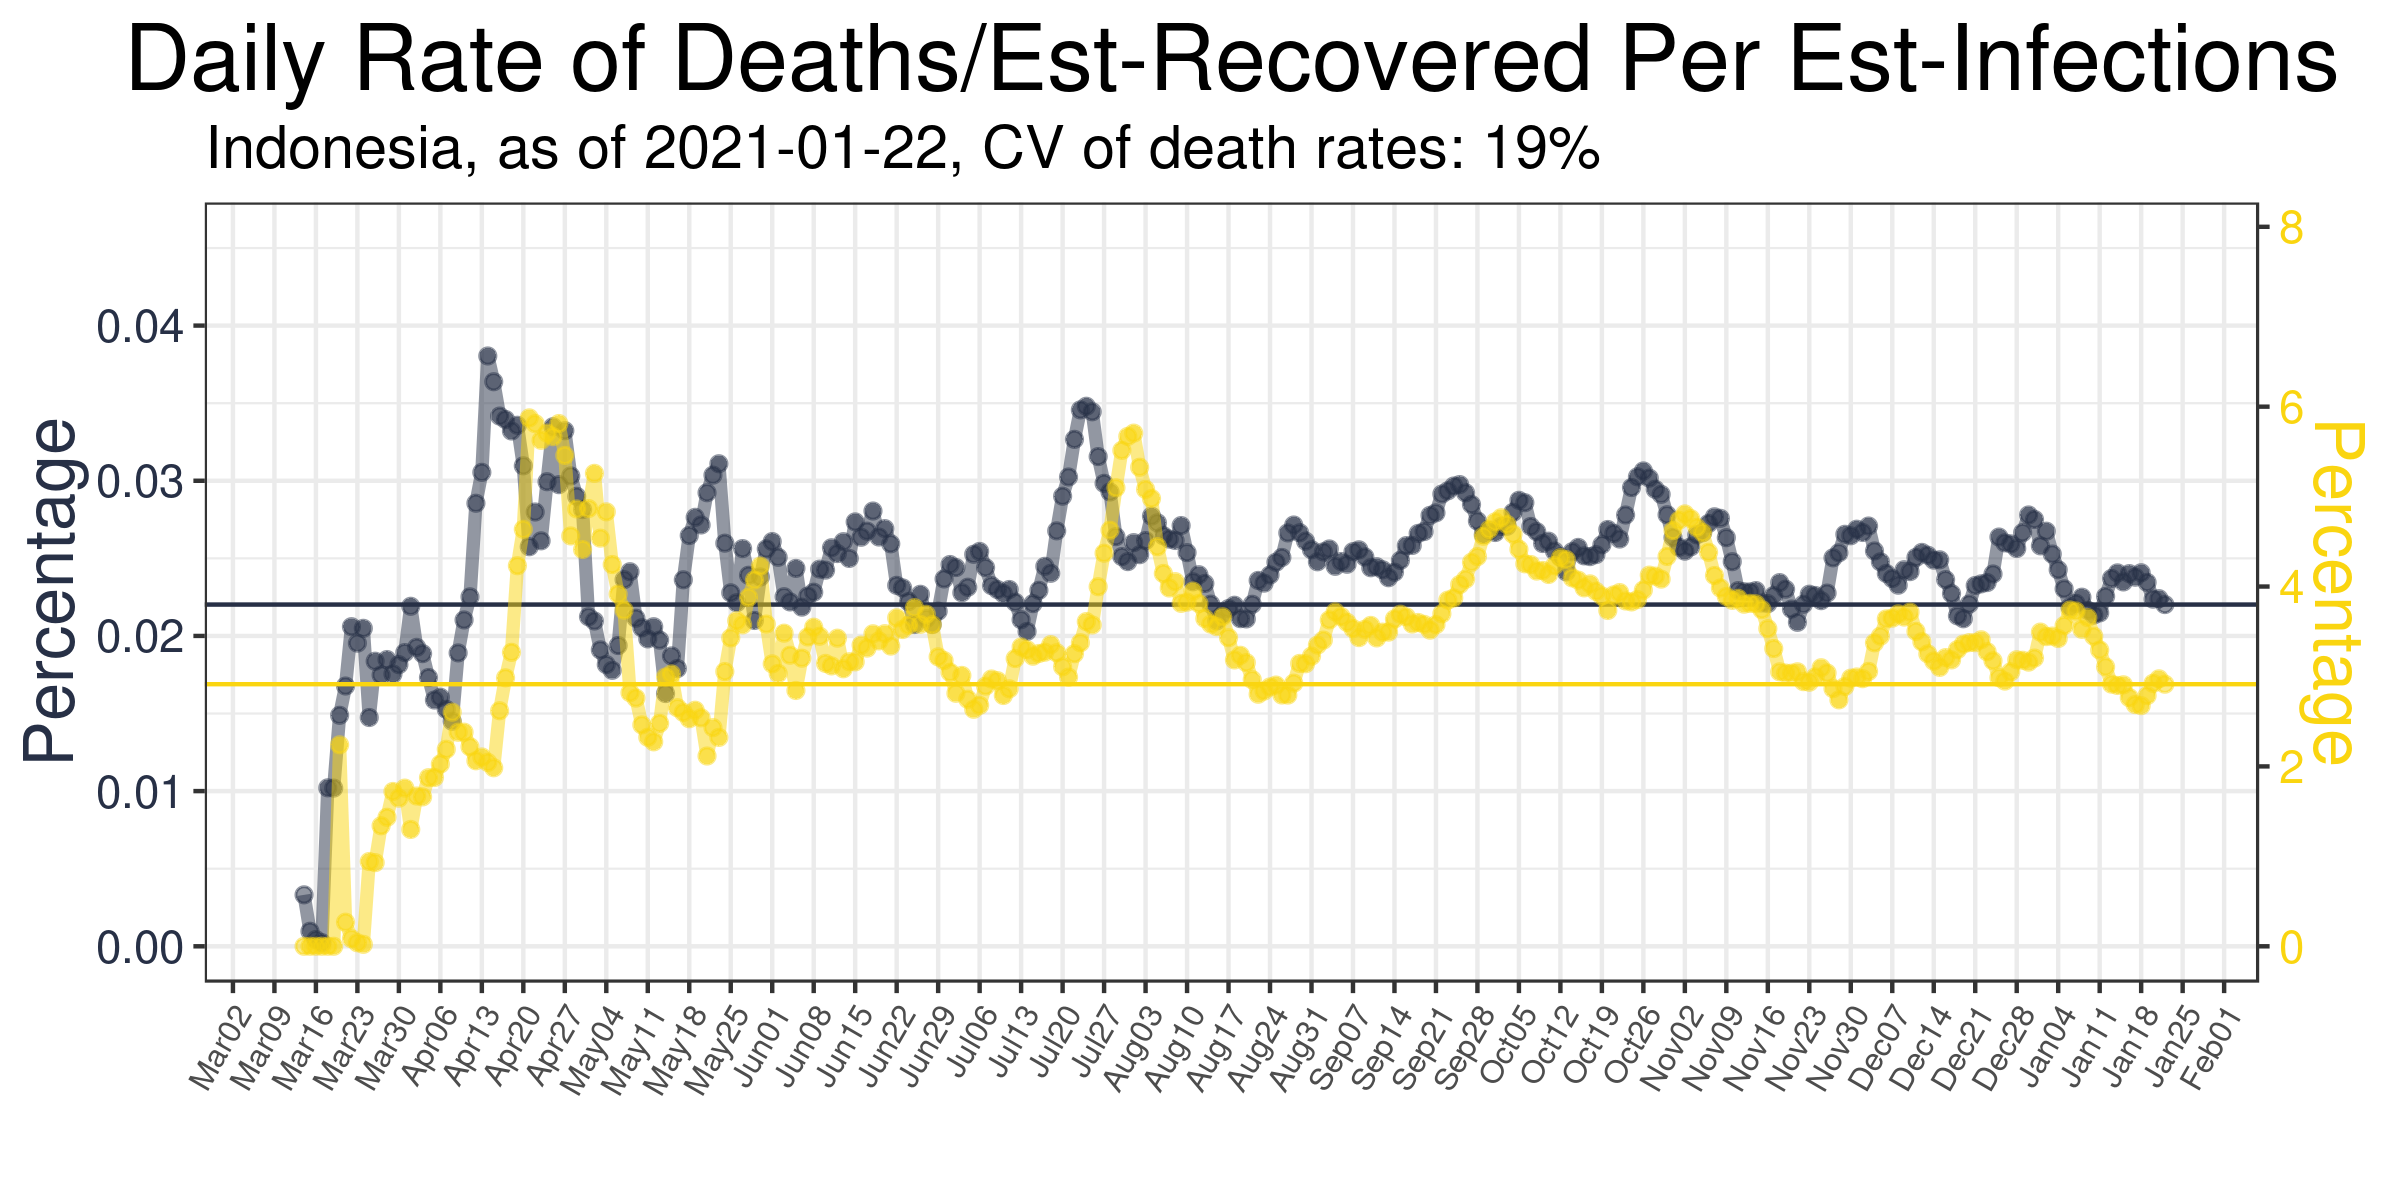 Daily Rate of Deaths/Est-Recovered Per Est-Infections
Indonesia, as of 2021-01-22, CV of death rates: 19%
Percentage
0.04
0.03
0.02
0.01
0.00
8
6
4
2
0
Percentage
Mar02
Mar09
Mar16
Mar23
Mar30
Apr06
Apr13
Apr20
Apr27
May04
May11
May18
May25
Jun01
Jun08
Jun15
Jun22
Jun29
Jul06
Jul13
Jul20
Jul27
Aug03
Aug10
Aug17
Aug24
Aug31
Sep07
Sep14
Sep21
Sep28
Oct05
Oct12
Oct19
Oct26
Nov02
Nov09
Nov16
Nov23
Nov30
Dec07
Dec14
Dec21
Dec28
Jan04
Jan11
Jan18
Jan25
Feb01